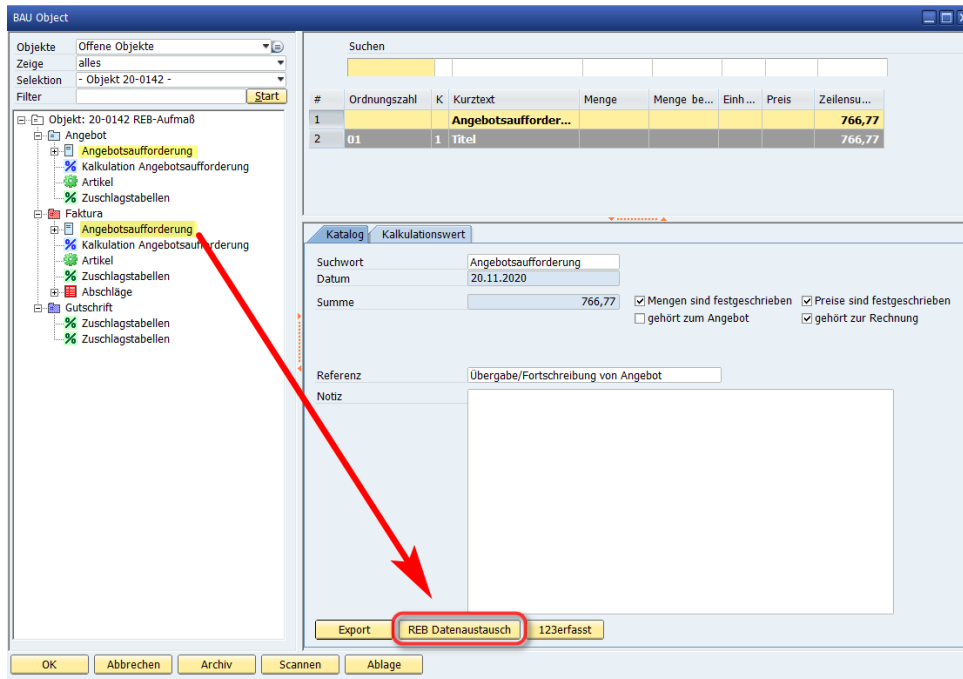 BAU Object
Objekte Offene Objekte
Zeige alles
Selektion - Objekt 20-0142 -
Filter Start
Objekt: 20-0142 REB-Aufmaß
Angebot
Angebotsaufforderung
Kalkulation Angebotsaufforderung
Artikel
Zuschlagstabellen
Faktura
Angebotsaufforderung
Kalkulation Angebotsaufforderung
Artikel
Zuschlagstabellen
Abschläge
Gutschrift
Zuschlagstabellen
Zuschlagstabellen
Suchen
# Ordnungszahl K Kurztext Menge Menge be... Einh ... Preis Zeilensu...
1 Angebotsaufforder... 766,77
2 01 1 Titel 766,77
Katalog Kalkulationswert
Suchwort Angebotsaufforderung
Datum 20.11.2020
Summe 766,77 Mengen sind festgeschrieben Preise sind festgeschrieben
gehört zum Angebot gehört zur Rechnung
Referenz Übergabe/Fortschreibung von Angebot
Notiz
Export REB Datenaustausch 123erfasst
OK Abbrechen Archiv Scannen Ablage